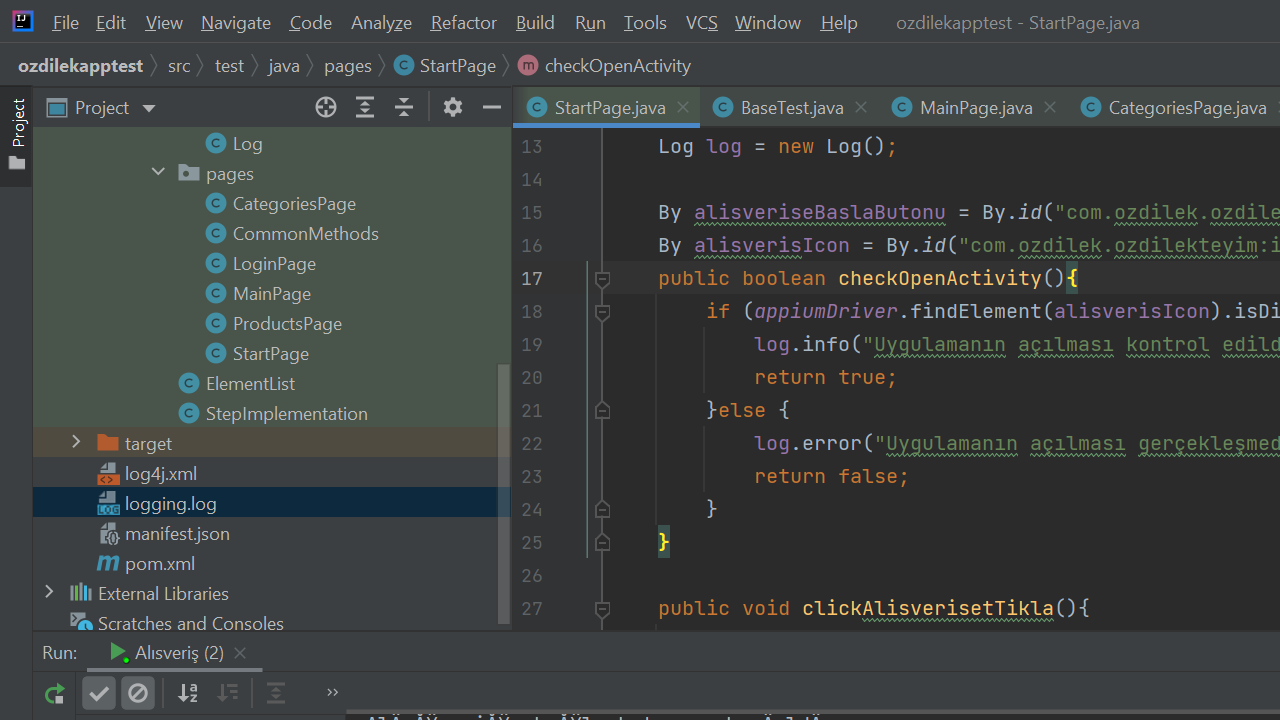 File Edit View Navigate Code Analyze Refactor Build Run Tools VCS Window Help ozdilekapptest - StartPage.java
ozdilekapptest src test java pages StartPage checkOpenActivity
Project
Project
Log
pages
CategoriesPage
CommonMethods
LoginPage
MainPage
ProductsPage
StartPage
ElementList
StepImplementation
target
log4j.xml
logging.log
manifest.json
pom.xml
External Libraries
Scratches and Consoles
StartPage.java BaseTest.java MainPage.java CategoriesPage.java
13 Log log = new Log();
14
15 By alisveriseBaslaButonu = By.id("com.ozdilek.ozdile
16 By alisverisIcon = By.id("com.ozdilek.ozdilekteyim:i
17 public boolean checkOpenActivity(){
18 if (appiumDriver.findElement(alisverisIcon).isDi
19 log.info("Uygulamanın açılması kontrol edild
20 return true;
21 }else {
22 log.error("Uygulamanın açılması gerçekleşmed
23 return false;
24 }
25 }
26
27 public void clickAlisverisetTikla(){
Run: Alısveriş (2)